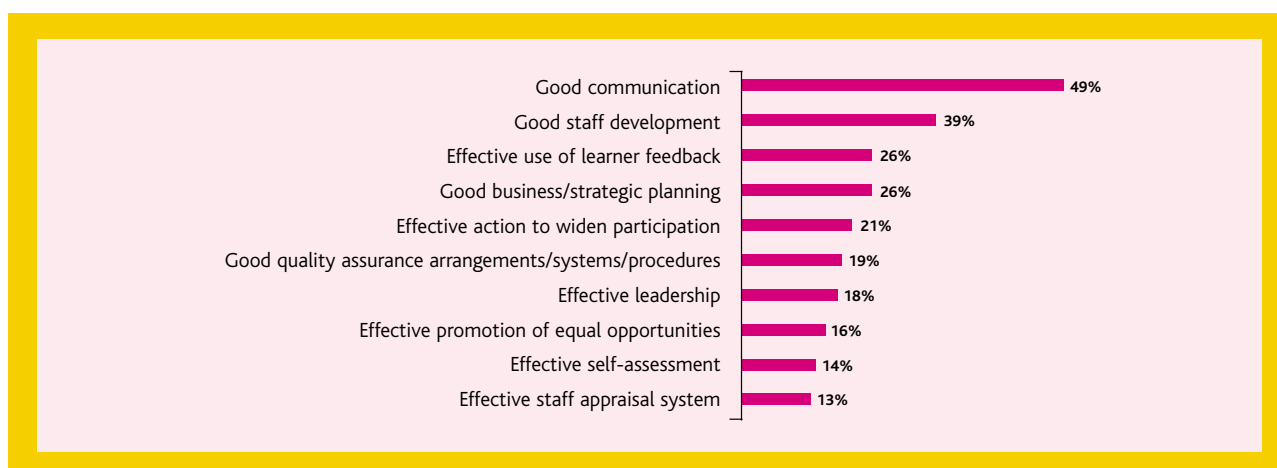 Good communication 49%
Good staff development 39%
Effective use of learner feedback 26%
Good business/strategic planning 26%
Effective action to widen participation 21%
Good quality assurance arrangements/systems/procedures 19%
Effective leadership 18%
Effective promotion of equal opportunities 16%
Effective self-assessment 14%
Effective staff appraisal system 13%